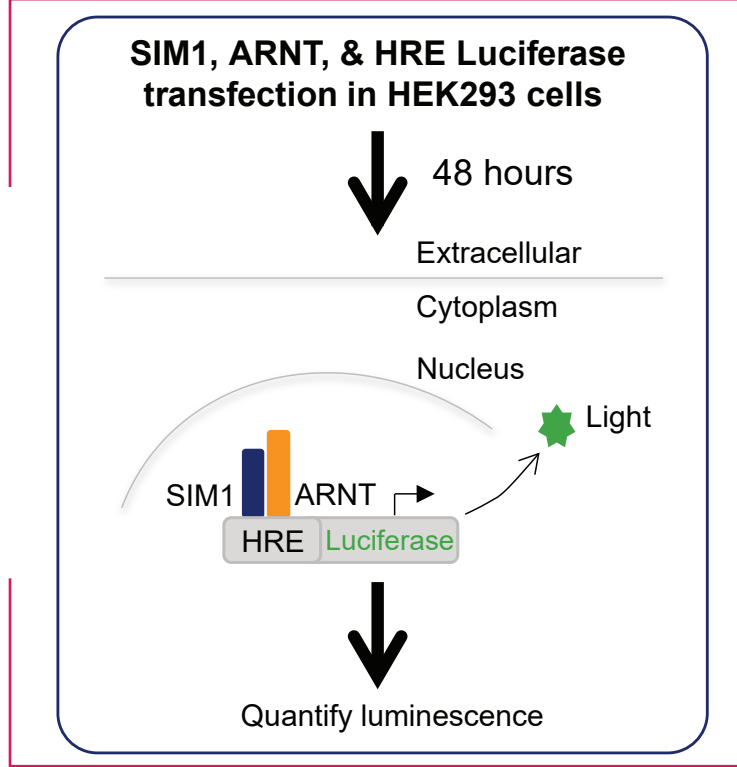 SIM1, ARNT, & HRE Luciferase
transfection in HEK293 cells
48 hours
Extracellular
Cytoplasm
Nucleus
Light
SIM1
ARNT
HRE
Luciferase
Quantify luminescence